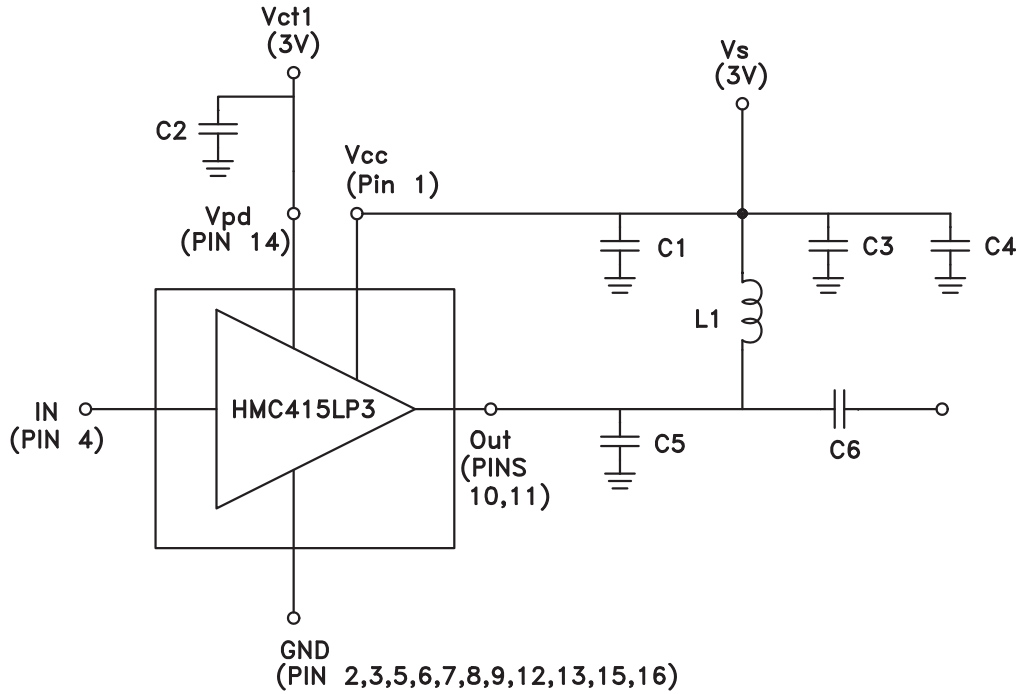 Vct1
(3V)
Vs
(3V)
C2
Vcc
(Pin 1)
Vpd
(PIN 14)
C1
C3
C4
L1
HMC415LP3
IN
(PIN 4)
Out
(PINS
10,11)
C5
C6
GND
(PIN 2,3,5,6,7,8,9,12,13,15,16)